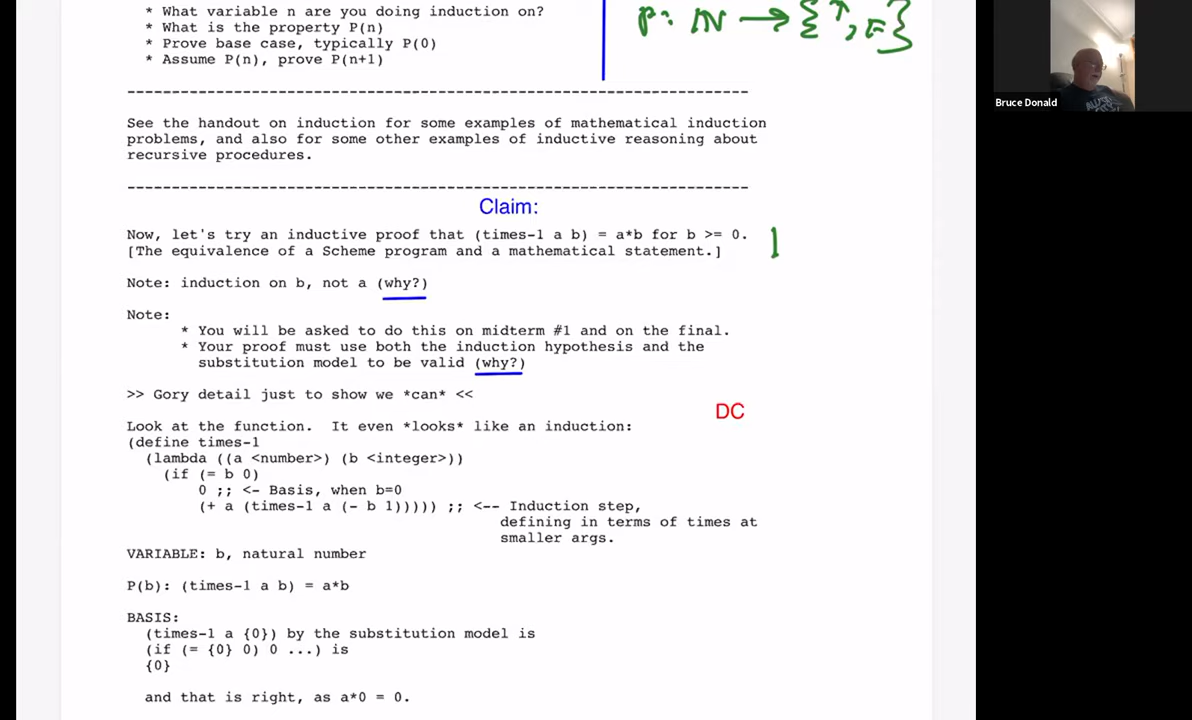 * What variable n are you doing induction on?
* What is the property P(n)
* Prove base case, typically P(0)
* Assume P(n), prove P(n+1)
P: N → {T, F}
Bruce Donald
----------------------------------------------------------------------
See the handout on induction for some examples of mathematical induction
problems, and also for some other examples of inductive reasoning about
recursive procedures.
----------------------------------------------------------------------
Claim:
Now, let's try an inductive proof that (times-1 a b) = a*b for b >= 0.
[The equivalence of a Scheme program and a mathematical statement.]
Note: induction on b, not a (why?)
Note:
* You will be asked to do this on midterm #1 and on the final.
* Your proof must use both the induction hypothesis and the
substitution model to be valid (why?)
>> Gory detail just to show we *can* <<
DC
Look at the function.  It even *looks* like an induction:
(define times-1
(lambda ((a <number>) (b <integer>))
(if (= b 0)
0 ;; <- Basis, when b=0
(+ a (times-1 a (- b 1))))) ;; <-- Induction step,
defining in terms of times at
smaller args.
VARIABLE: b, natural number
P(b): (times-1 a b) = a*b
BASIS:
(times-1 a {0}) by the substitution model is
(if (= {0} 0) 0 ...) is
{0}
and that is right, as a*0 = 0.